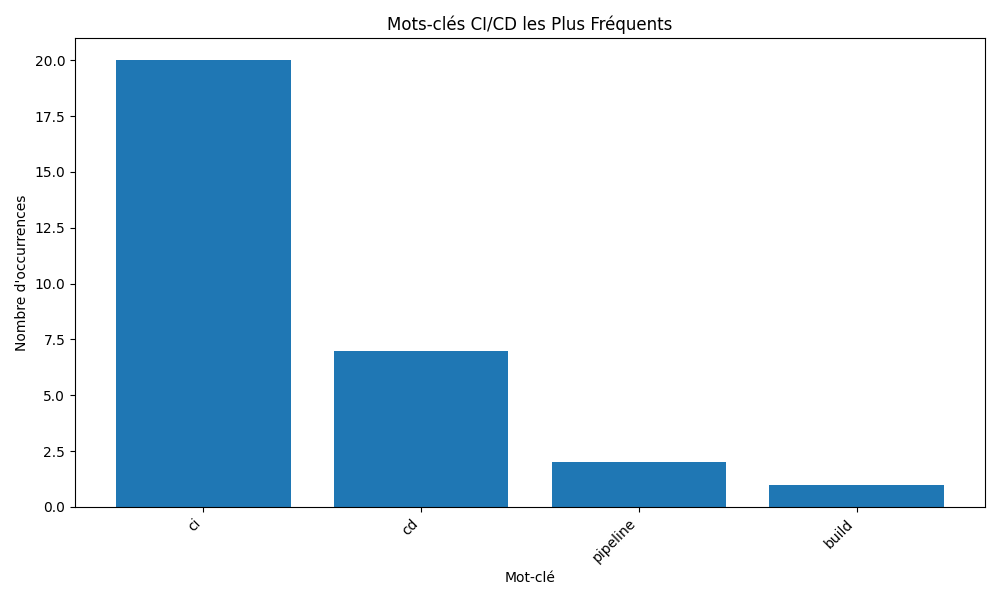 Mots-clés CI/CD les Plus Fréquents
20.0
17.5
15.0
12.5
10.0
7.5
5.0
2.5
0.0
Nombre d'occurrences
ci
cd
pipeline
build
Mot-clé